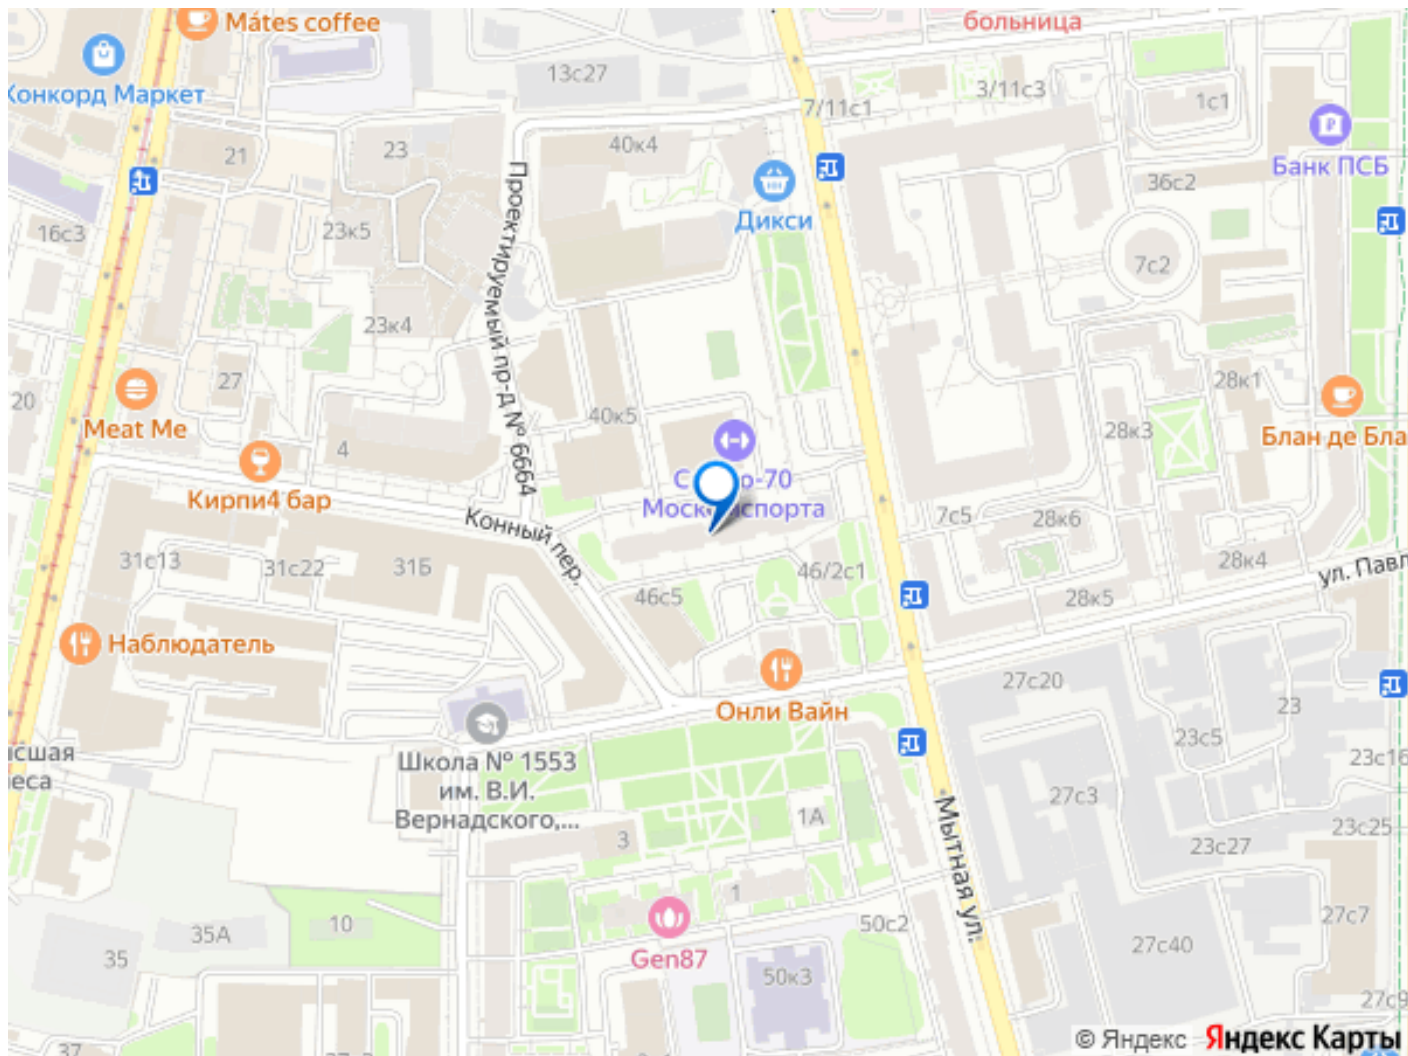 Mátes coffee
больница
Конкорд Маркет
13с27
3/11с3
7/11с1
1с1
21
23
40к4
Банк ПСБ
36с2
Дикси
16с3
23к5
7с2
Проектируемый пр-д № 6664
23к4
27
28к1
20
Meat Me
40к5
28к3
Блан де Бла
4
70
Кирпи4 бар
Конный пер.
7с5
28к6
31с13
31с22
31Б
46/2с1
28к4
ул. Павл
46с5
28к5
Наблюдатель
27с20
Онли Вайн
23
23с5
сшая
еса
Школа № 1553
им. В.И.
Вернадского,...
23с16
27с3
1А
Мытная ул.
23с25
3
23с27
1
10
35А
50с2
27с7
35
Gen87
27с40
50к3
27с9
37
© Яндекс Яндекс Карты